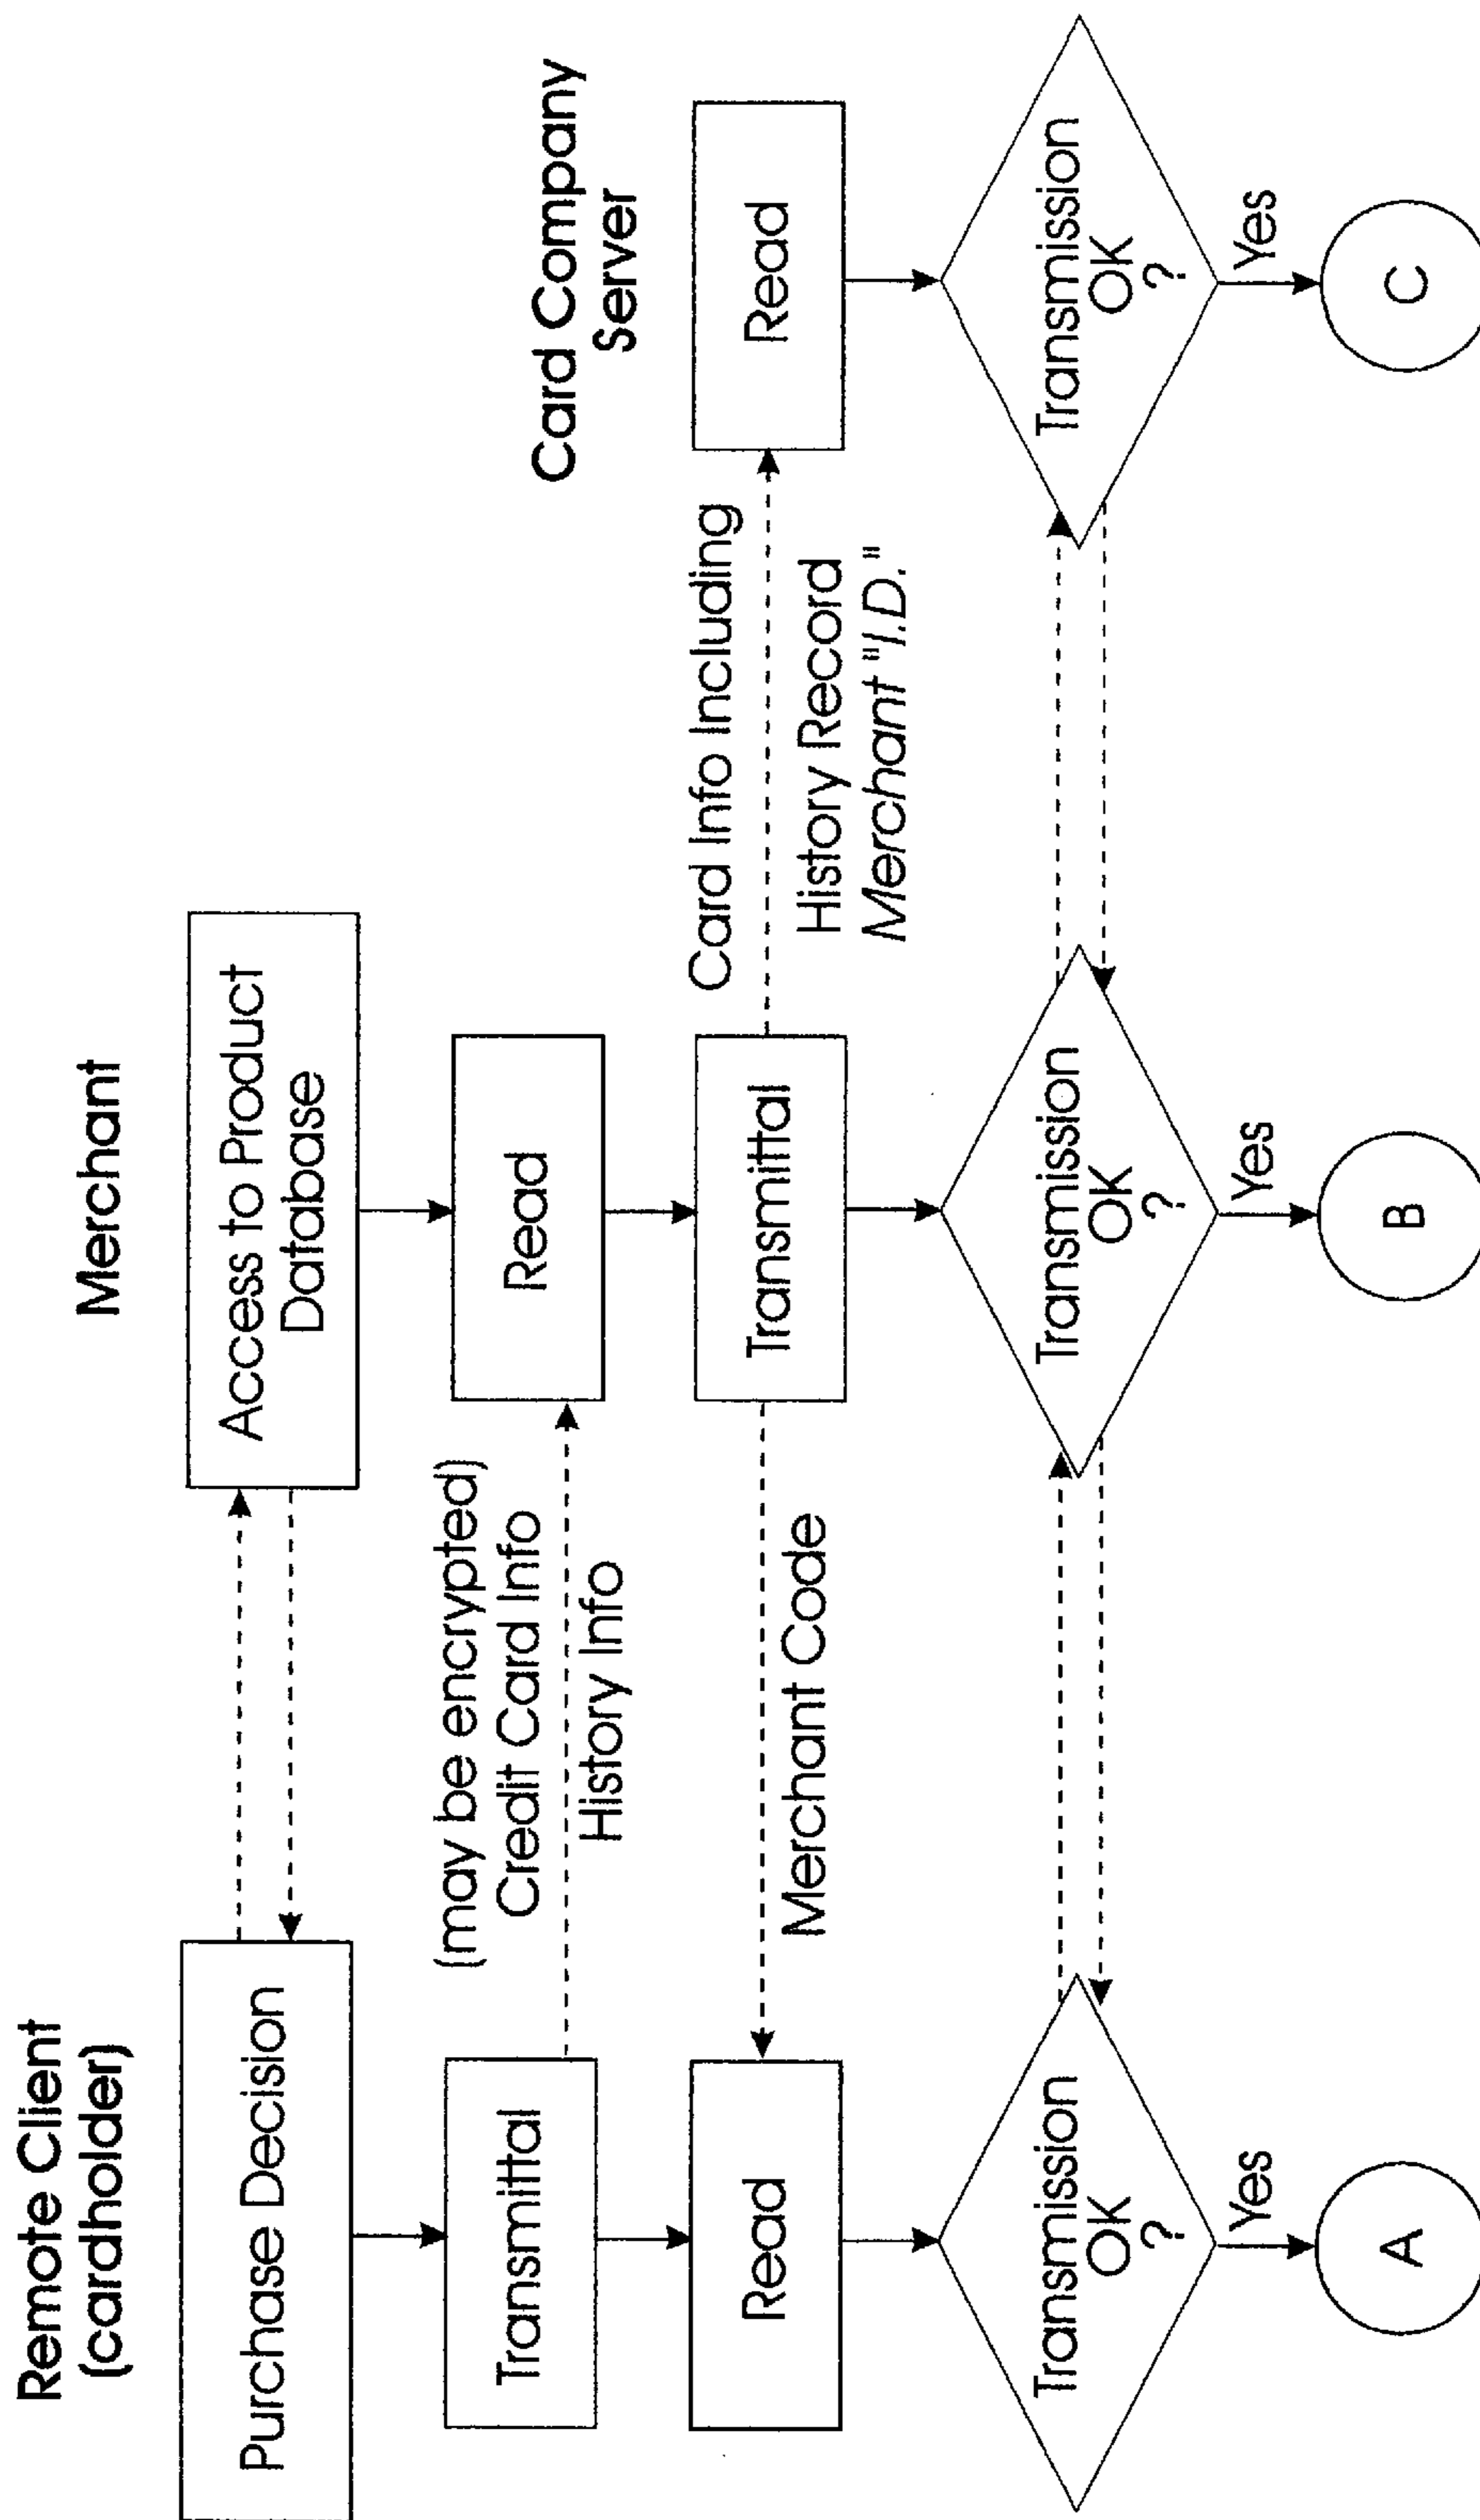 Remote Client
(cardholder)
Merchant
Card Company
Server
Purchase Decision
Access to Product
Database
(may be encrypted)
Credit Card Info
History Info
Transmittal
Read
Read
Merchant Code
Transmittal
Card Info Including
History Record
Merchant "I.D."
Read
Transmission
OK
?
Transmission
OK
?
Transmission
OK
?
Yes
Yes
Yes
A
B
C